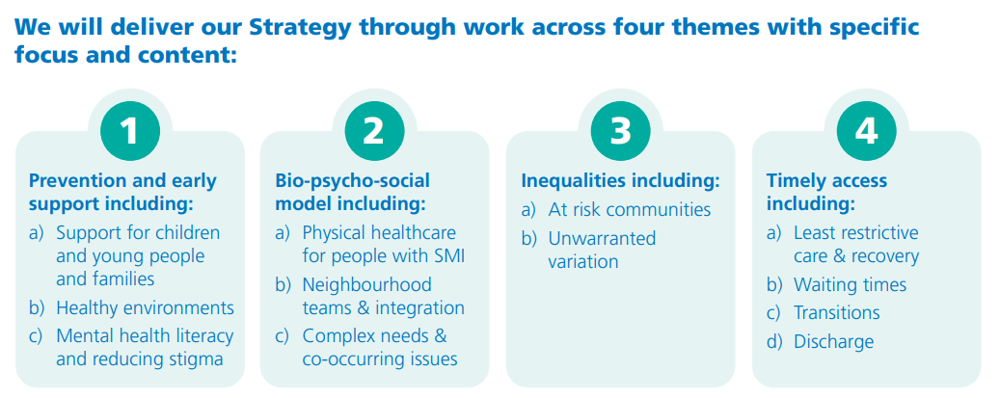 We will deliver our Strategy through work across four themes with specific
focus and content:
1
Prevention and early
support including:
a) Support for children
and young people
and families
b) Healthy environments
c) Mental health literacy
and reducing stigma
2
Bio-psycho-social
model including:
a) Physical healthcare
for people with SMI
b) Neighbourhood
teams & integration
c) Complex needs &
co-occurring issues
3
Inequalities including:
a) At risk communities
b) Unwarranted
variation
4
Timely access
including:
a) Least restrictive
care & recovery
b) Waiting times
c) Transitions
d) Discharge